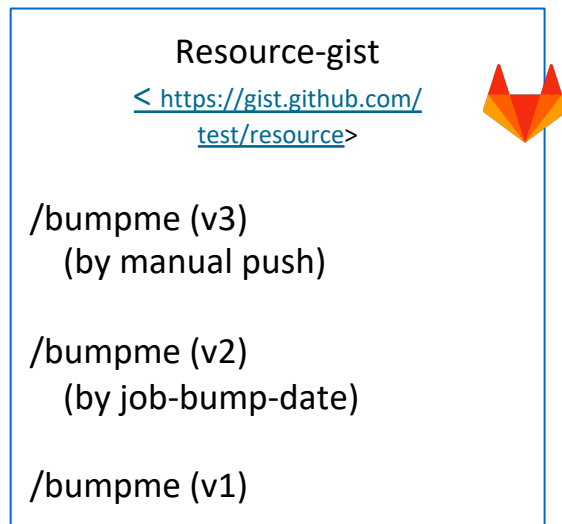 Resource-gist
< https://gist.github.com/
test/resource>
/bumpme (v3)
(by manual push)
/bumpme (v2)
(by job-bump-date)
/bumpme (v1)